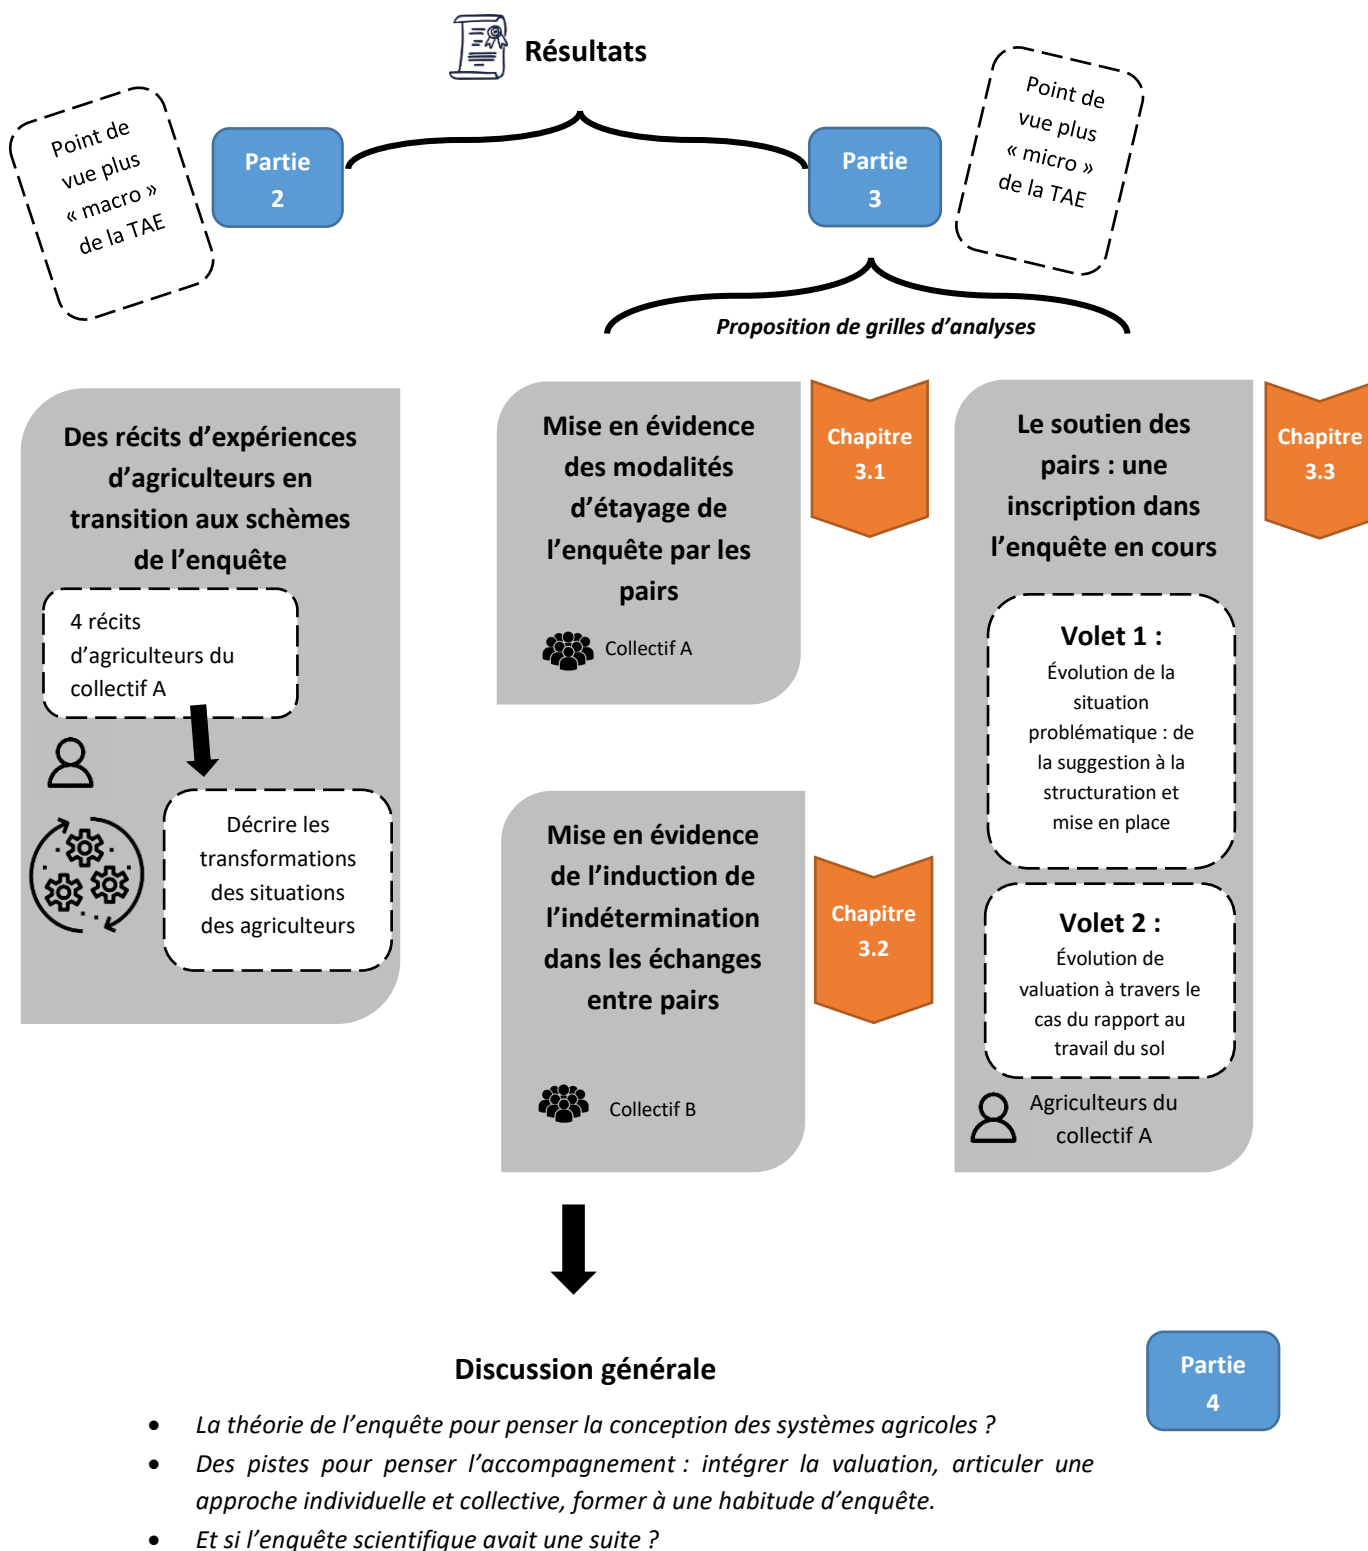 Résultats
Point de
vue plus
« macro »
de la TAE
Partie
2
Partie
3
Point de
vue plus
« micro »
de la TAE
Proposition de grilles d’analyses
Des récits d’expériences
d’agriculteurs en
transition aux schèmes
de l’enquête
4 récits
d’agriculteurs du
collectif A
Décrire les
transformations
des situations
des agriculteurs
Mise en évidence
des modalités
d’étayage de
l’enquête par les
pairs
Collectif A
Chapitre
3.1
Mise en évidence
de l’induction de
l’indétermination
dans les échanges
entre pairs
Collectif B
Chapitre
3.2
Le soutien des
pairs : une
inscription dans
l’enquête en cours
Chapitre
3.3
Volet 1 :
Évolution de la
situation
problématique : de
la suggestion à la
structuration et
mise en place
Volet 2 :
Évolution de
valuation à travers le
cas du rapport au
travail du sol
Agriculteurs du
collectif A
Discussion générale
Partie
4
• La théorie de l’enquête pour penser la conception des systèmes agricoles ?
• Des pistes pour penser l’accompagnement : intégrer la valuation, articuler une
approche individuelle et collective, former à une habitude d’enquête.
• Et si l’enquête scientifique avait une suite ?